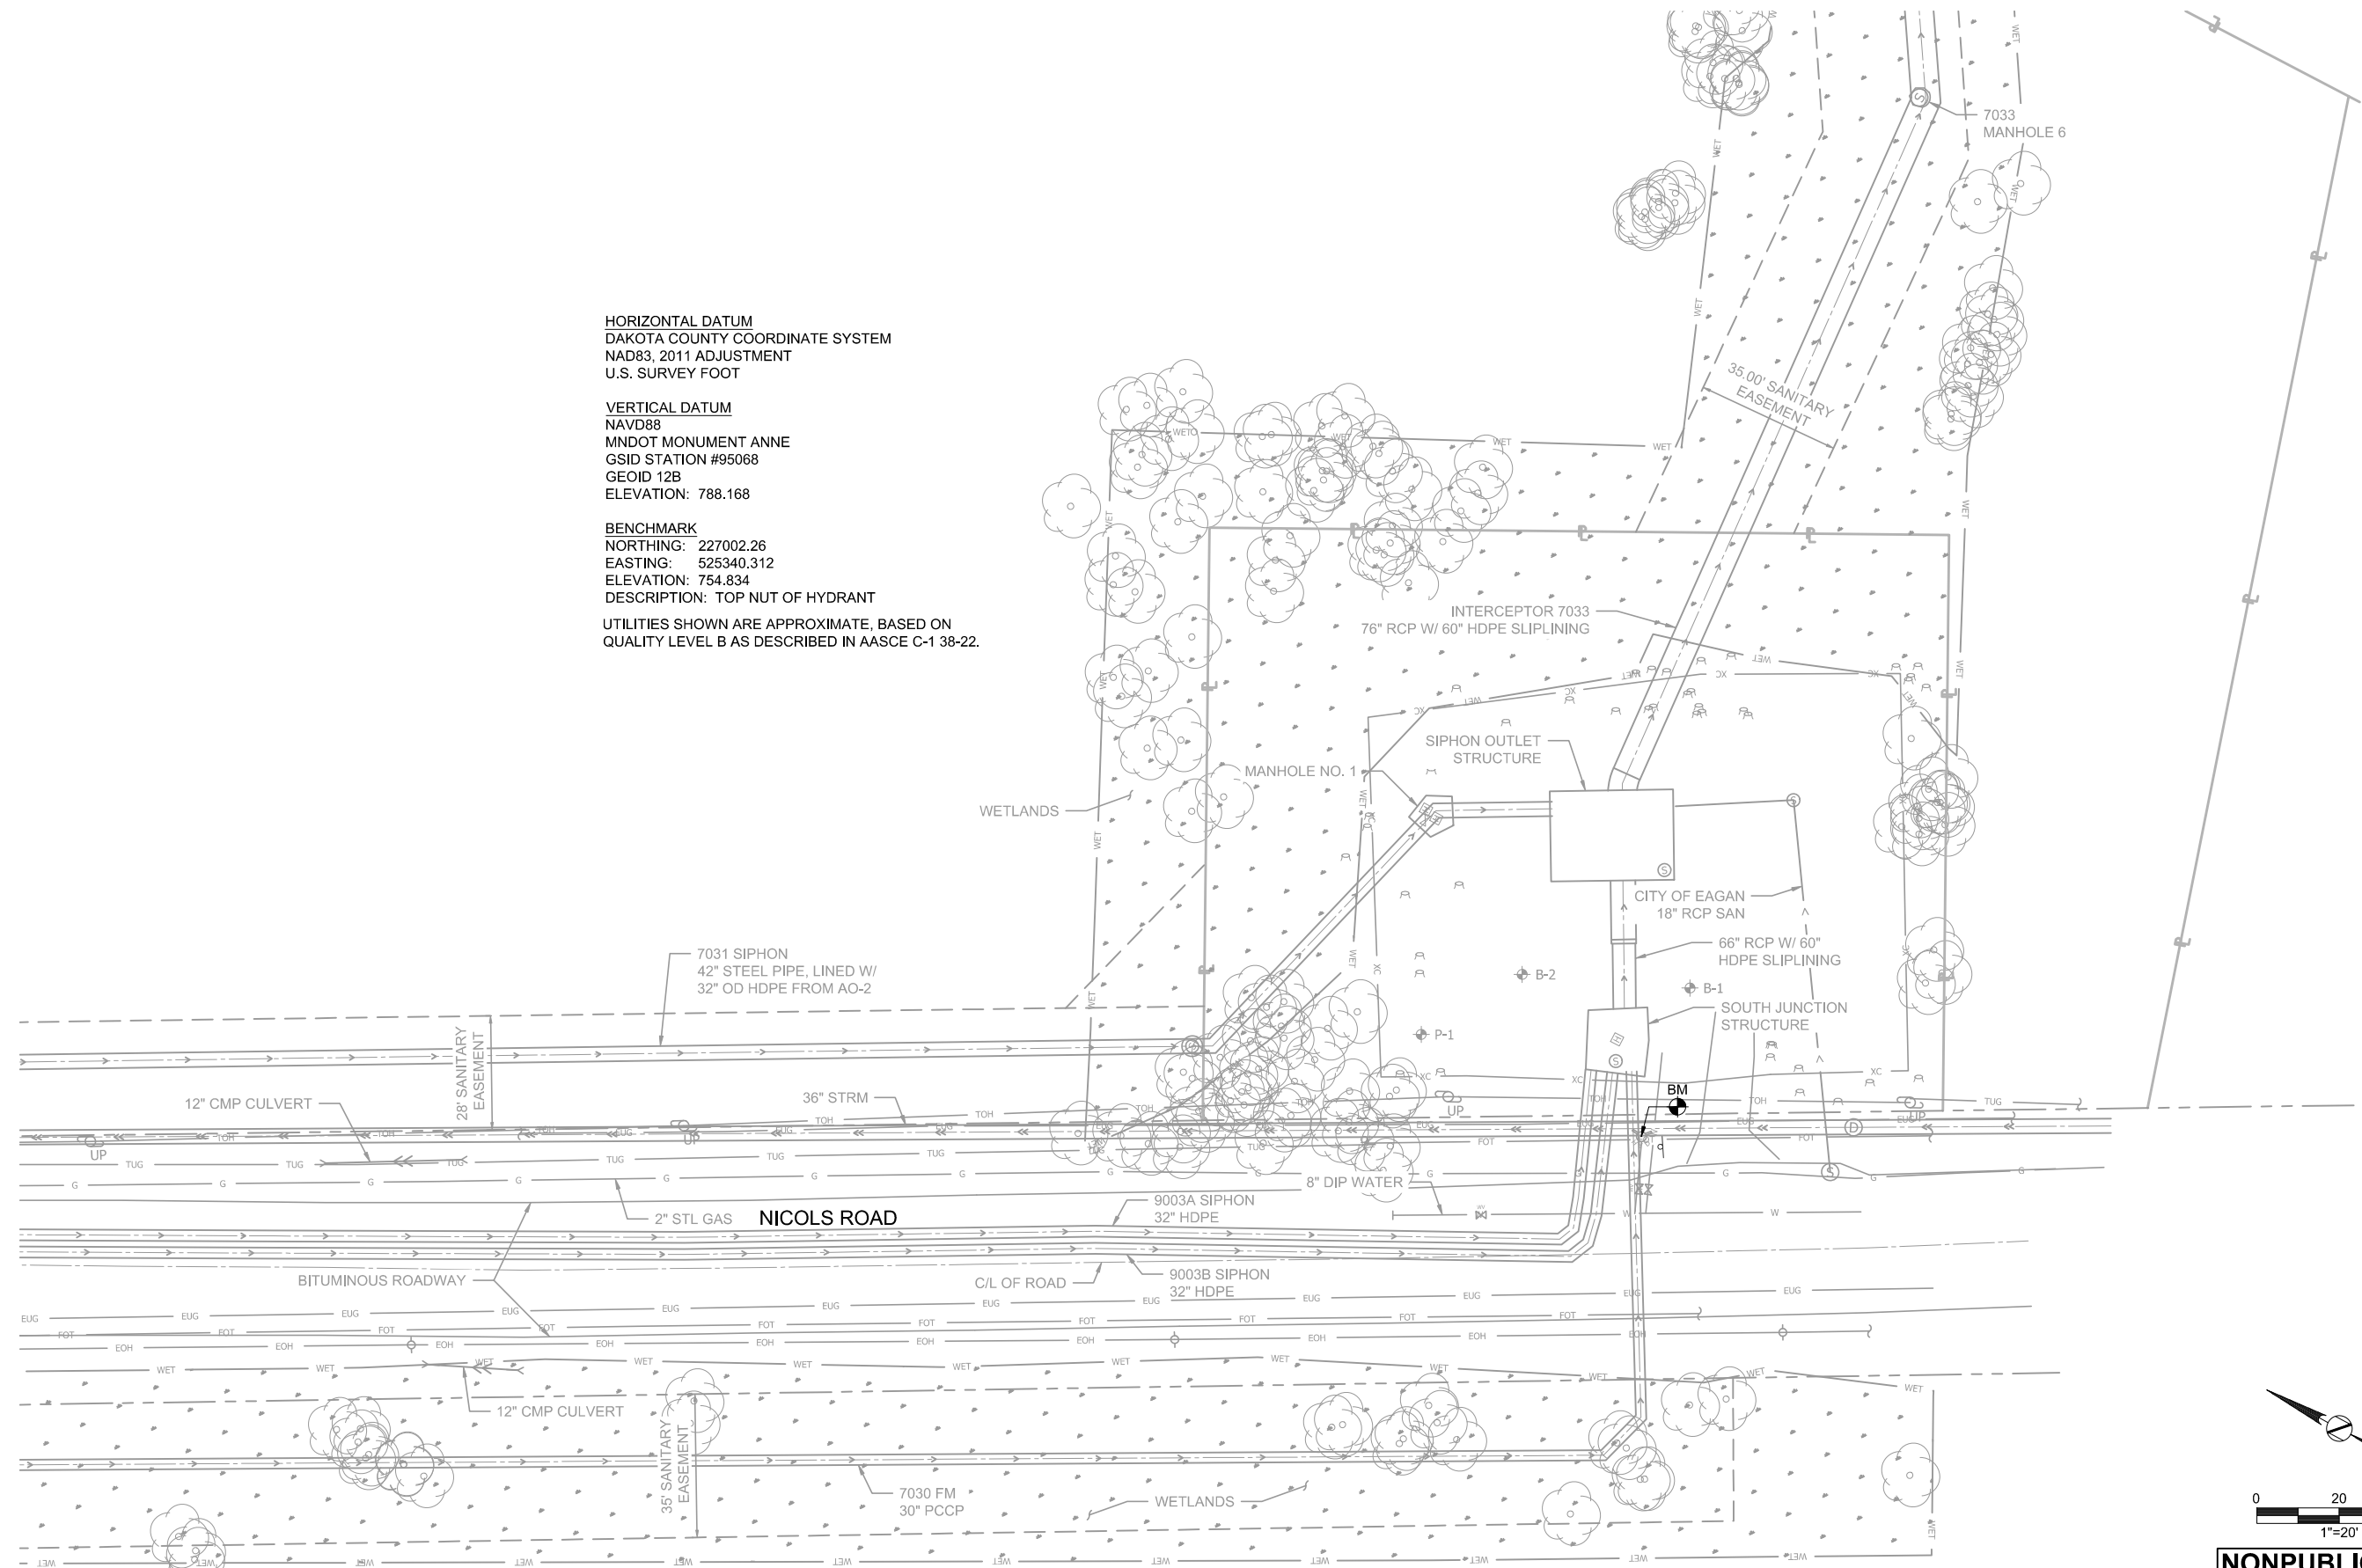 HORIZONTAL DATUM
DAKOTA COUNTY COORDINATE SYSTEM
NAD83, 2011 ADJUSTMENT
U.S. SURVEY FOOT
VERTICAL DATUM
NAVD88
MNDOT MONUMENT ANNE
GSID STATION #95068
GEOID 12B
ELEVATION: 788.168
BENCHMARK
NORTHING: 227002.26
EASTING: 525340.312
ELEVATION: 754.834
DESCRIPTION: TOP NUT OF HYDRANT
UTILITIES SHOWN ARE APPROXIMATE, BASED ON
QUALITY LEVEL B AS DESCRIBED IN AASCE C-1 38-22.
7033
MANHOLE 6
35.00' SANITARY
EASEMENT
INTERCEPTOR 7033
76" RCP W/ 60" HDPE SLIPLINING
SIPHON OUTLET
STRUCTURE
MANHOLE NO. 1
WETLANDS
CITY OF EAGAN
18" RCP SAN
66" RCP W/ 60"
HDPE SLIPLINING
7031 SIPHON
42" STEEL PIPE, LINED W/
32" OD HDPE FROM AO-2
B-2
B-1
P-1
SOUTH JUNCTION
STRUCTURE
28' SANITARY
EASEMENT
12" CMP CULVERT
36" STRM
BM
UP
UP
UP
UP
8" DIP WATER
9003A SIPHON
32" HDPE
2" STL GAS
NICOLS ROAD
BITUMINOUS ROADWAY
C/L OF ROAD
9003B SIPHON
32" HDPE
12" CMP CULVERT
35' SANITARY
EASEMENT
7030 FM
30" PCCP
WETLANDS
0 20
1"=20'
NONPUBLIC